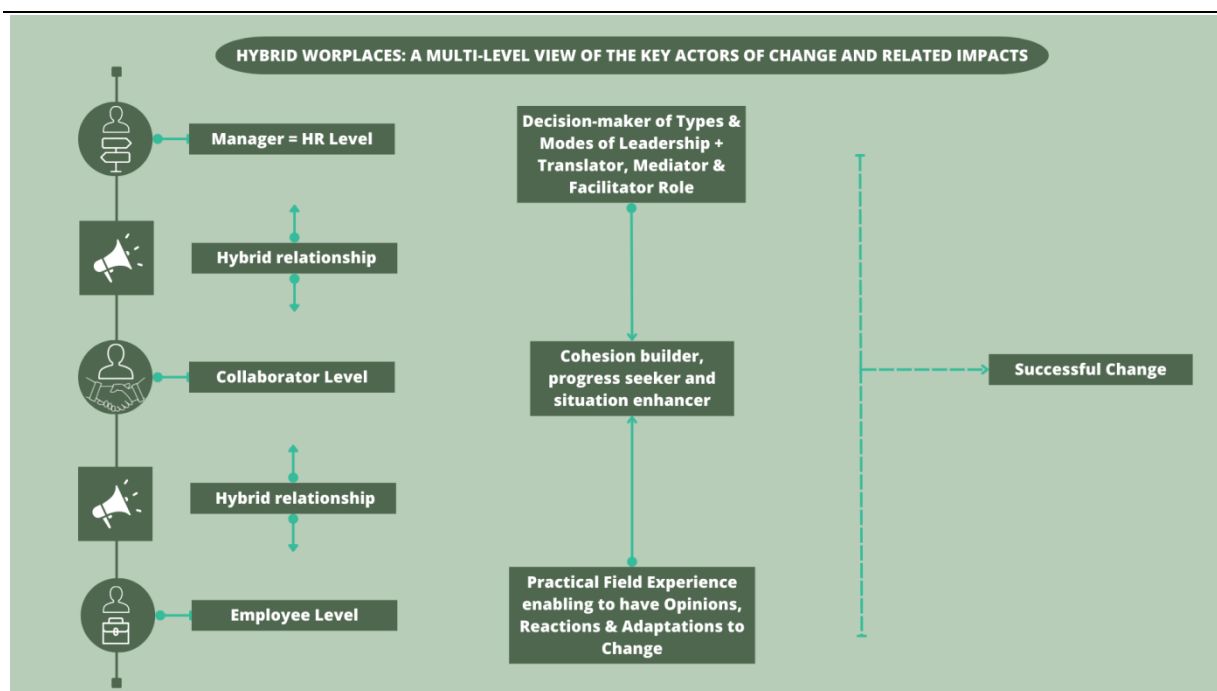 HYBRID WORPLACES: A MULTI-LEVEL VIEW OF THE KEY ACTORS OF CHANGE AND RELATED IMPACTS
Manager = HR Level
Decision-maker of Types &
Modes of Leadership +
Translator, Mediator &
Facilitator Role
Hybrid relationship
Collaborator Level
Cohesion builder,
progress seeker and
situation enhancer
Successful Change
Hybrid relationship
Employee Level
Practical Field Experience
enabling to have Opinions,
Reactions & Adaptations to
Change